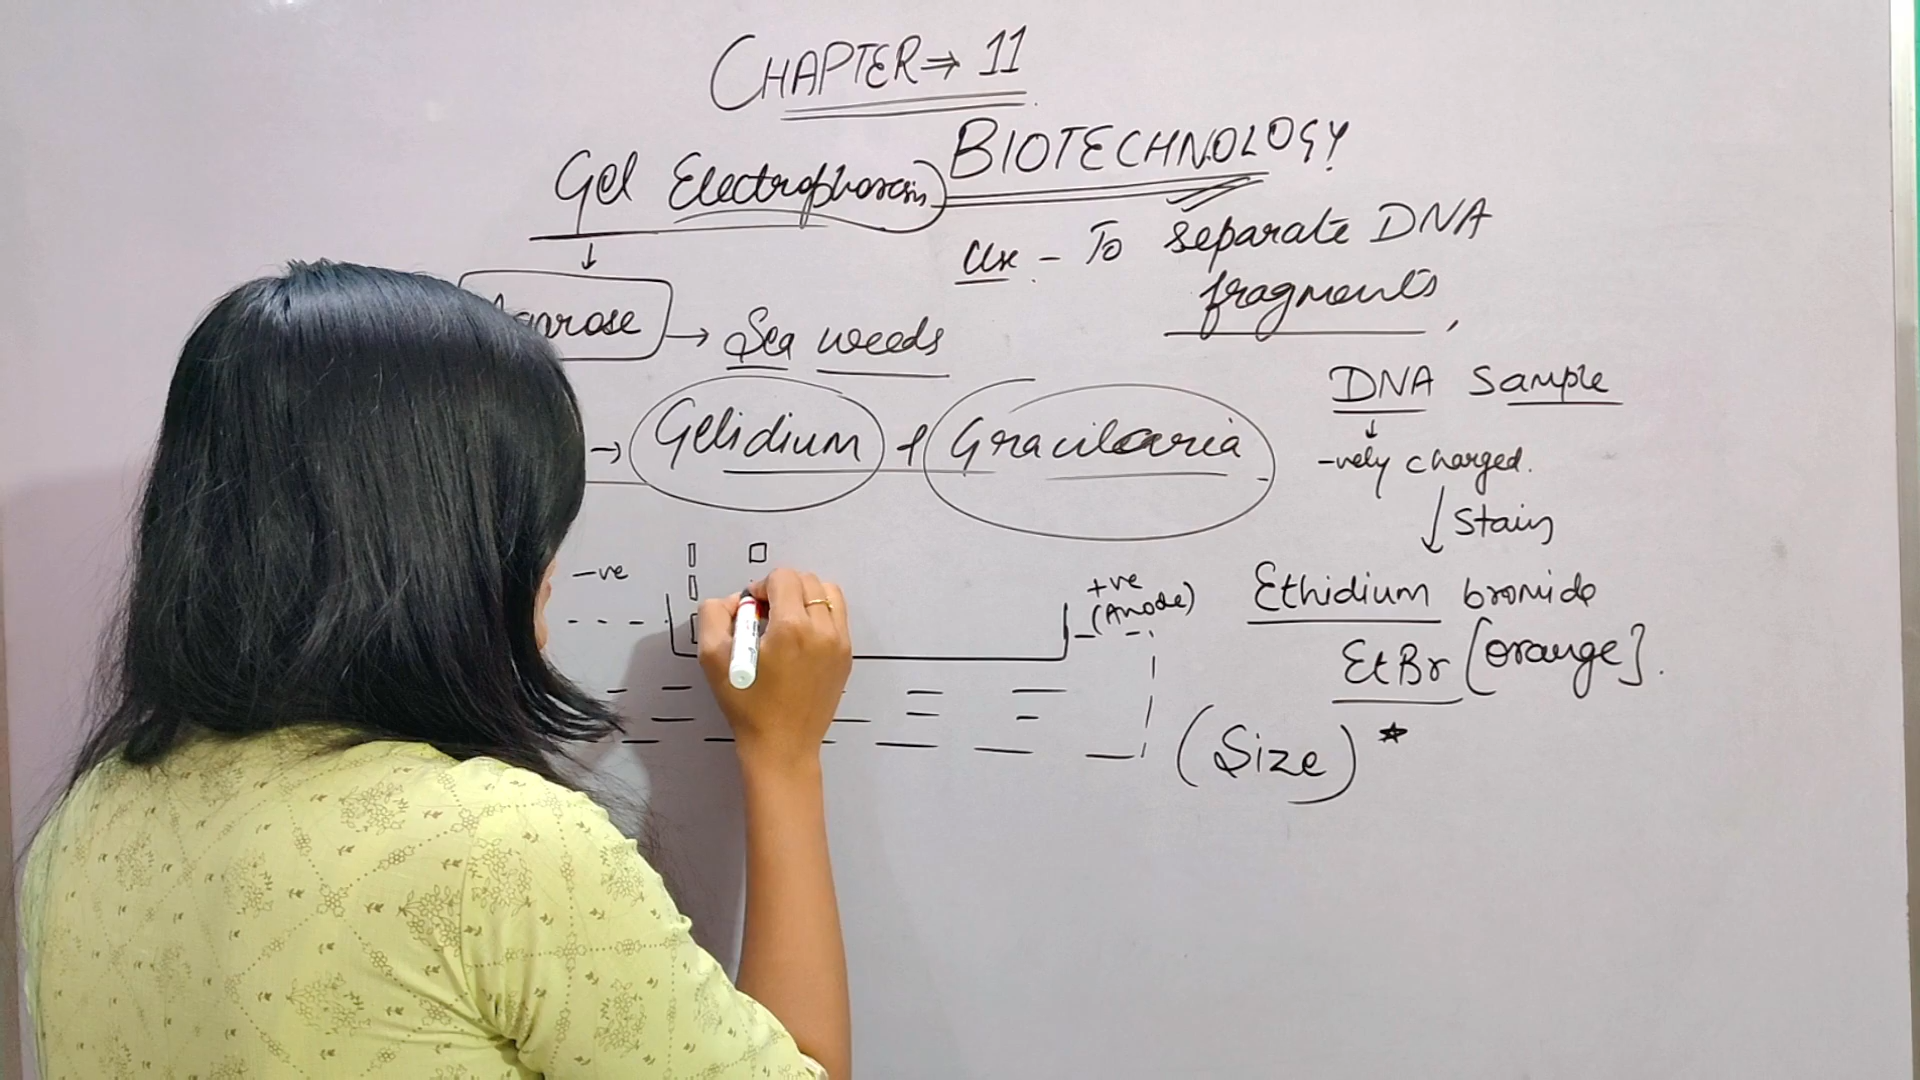 CHAPTER → 11
BIOTECHNOLOGY
Gel Electrophoresis
Use - To separate DNA
fragments,
Agarose → Sea weeds
→ Gelidium + Gracilaria
DNA Sample
-vely charged.
Stain
Ethidium bromide
EtBr [orange].
(Size)*
-ve
+ve
(Anode)